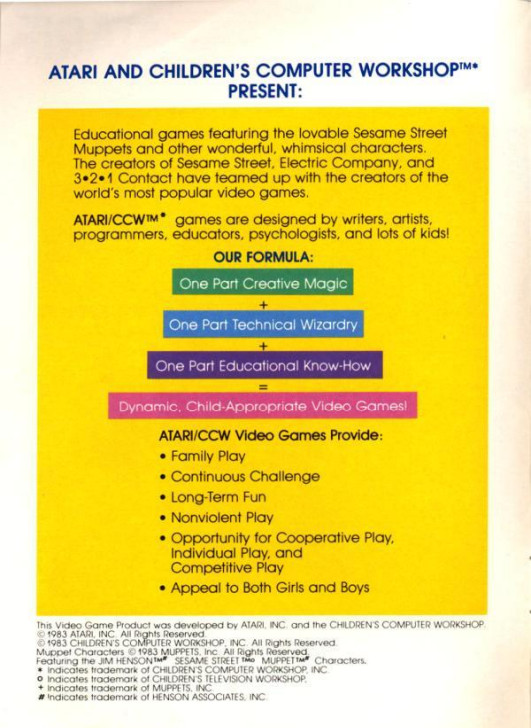 ATARI AND CHILDREN'S COMPUTER WORKSHOP™*
PRESENT:
Educational games featuring the lovable Sesame Street
Muppets and other wonderful, whimsical characters.
The creators of Sesame Street, Electric Company, and
3•2•1 Contact have teamed up with the creators of the
world's most popular video games.
ATARI/CCW™* games are designed by writers, artists,
programmers, educators, psychologists, and lots of kids!
OUR FORMULA:
One Part Creative Magic
+
One Part Technical Wizardry
+
One Part Educational Know-How
=
Dynamic, Child-Appropriate Video Games!
ATARI/CCW Video Games Provide:
• Family Play
• Continuous Challenge
• Long-Term Fun
• Nonviolent Play
• Opportunity for Cooperative Play,
Individual Play, and
Competitive Play
• Appeal to Both Girls and Boys
This Video Game Product was developed by ATARI, INC. and the CHILDREN'S COMPUTER WORKSHOP.
© 1983 ATARI, INC. All Rights Reserved.
© 1983 CHILDREN'S COMPUTER WORKSHOP, INC. All Rights Reserved.
Muppet Characters © 1983 MUPPETS, Inc. All Rights Reserved.
Featuring the JIM HENSON™# SESAME STREET™o MUPPET™# Characters.
* Indicates trademark of CHILDREN'S COMPUTER WORKSHOP, INC.
o Indicates trademark of CHILDREN'S TELEVISION WORKSHOP.
+ Indicates trademark of MUPPETS, INC.
# Indicates trademark of HENSON ASSOCIATES, INC.